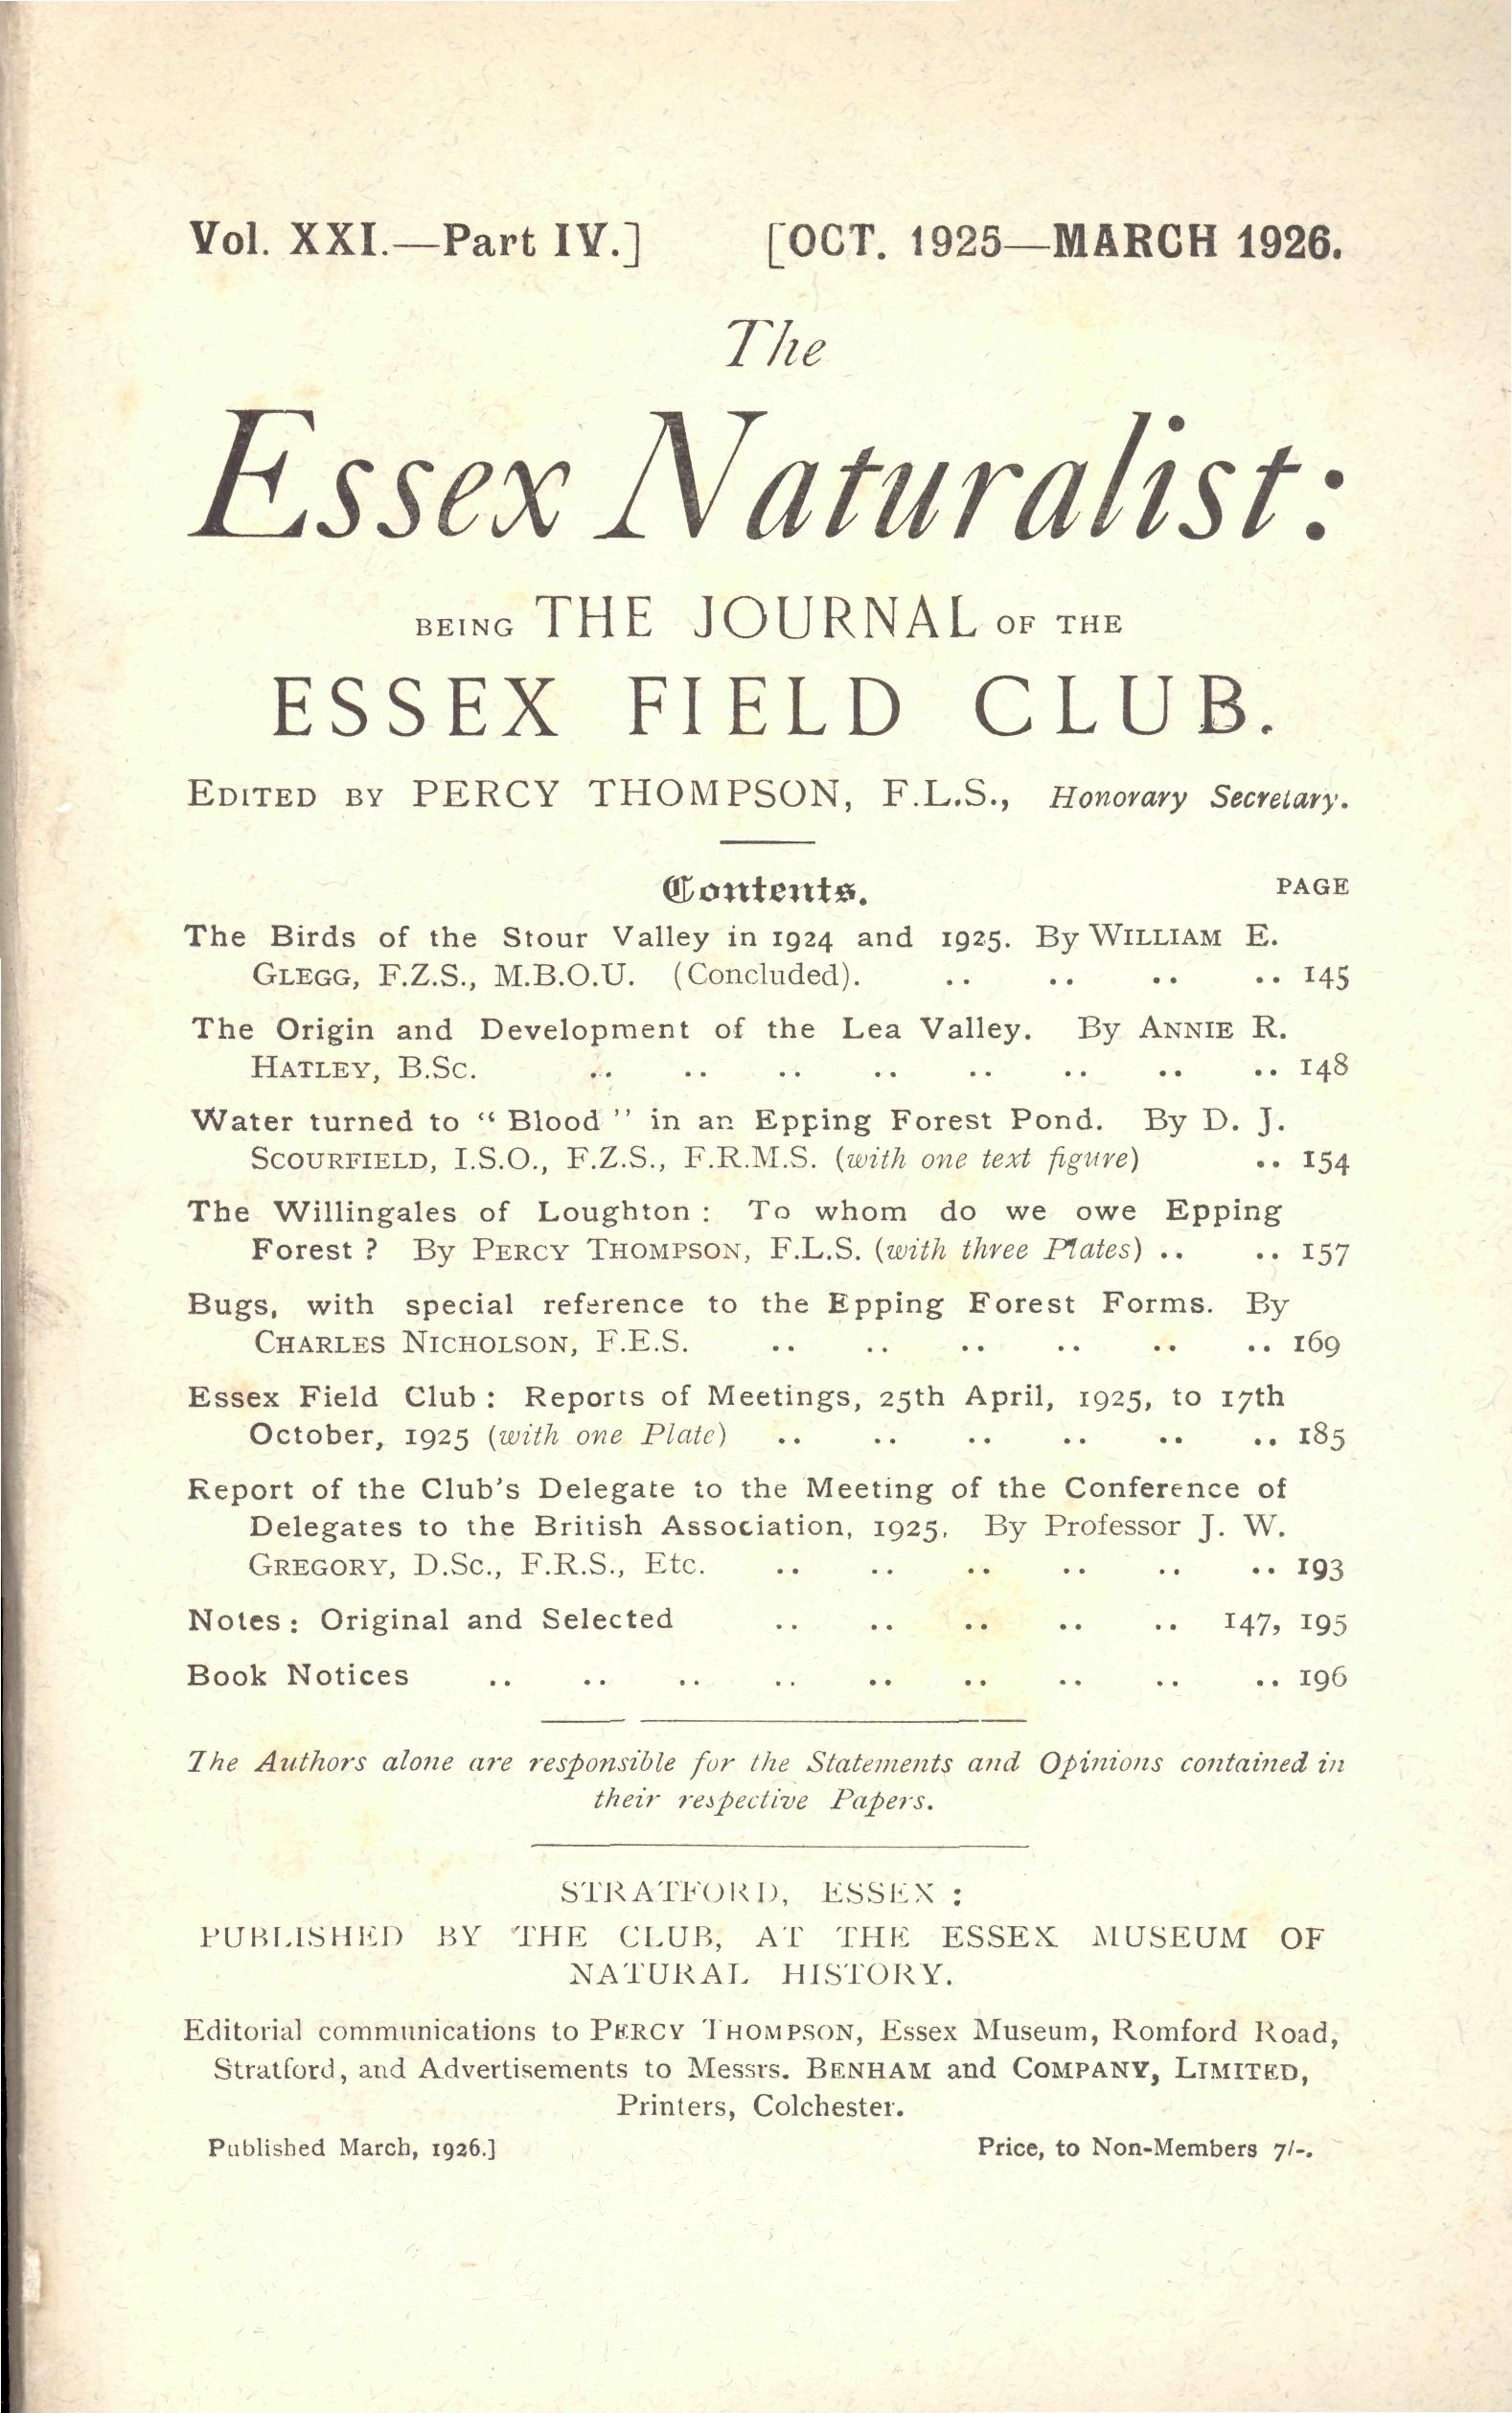 Vol. XXI.—Part IV.] [OCT. 1925—MARCH 1926.
The
Essex Naturalist:
BEING THE JOURNAL OF THE
ESSEX FIELD CLUB.
EDITED BY PERCY THOMPSON, F.L.S., Honorary Secretary.
Contents. PAGE
The Birds of the Stour Valley in 1924 and 1925. By WILLIAM E.
GLEGG, F.Z.S., M.B.O.U. (Concluded). .. .. .. .. 145
The Origin and Development of the Lea Valley. By ANNIE R.
HATLEY, B.Sc. .. .. .. .. .. .. .. .. 148
Water turned to “ Blood ” in an Epping Forest Pond. By D. J.
SCOURFIELD, I.S.O., F.Z.S., F.R.M.S. (with one text figure) .. 154
The Willingales of Loughton : To whom do we owe Epping
Forest ? By PERCY THOMPSON, F.L.S. (with three Plates) .. .. 157
Bugs, with special reference to the Epping Forest Forms. By
CHARLES NICHOLSON, F.E.S. .. .. .. .. .. .. 169
Essex Field Club : Reports of Meetings, 25th April, 1925, to 17th
October, 1925 (with one Plate) .. .. .. .. .. .. 185
Report of the Club's Delegate to the Meeting of the Conference of
Delegates to the British Association, 1925. By Professor J. W.
GREGORY, D.Sc., F.R.S., Etc. .. .. .. .. .. .. 193
Notes : Original and Selected .. .. .. .. .. 147, 195
Book Notices .. .. .. .. .. .. .. .. .. 196
The Authors alone are responsible for the Statements and Opinions contained in
their respective Papers.
STRATFORD, ESSEX :
PUBLISHED BY THE CLUB, AT THE ESSEX MUSEUM OF
NATURAL HISTORY.
Editorial communications to PERCY THOMPSON, Essex Museum, Romford Road,
Stratford, and Advertisements to Messrs. BENHAM and COMPANY, LIMITED,
Printers, Colchester.
Published March, 1926.] Price, to Non-Members 7/-.